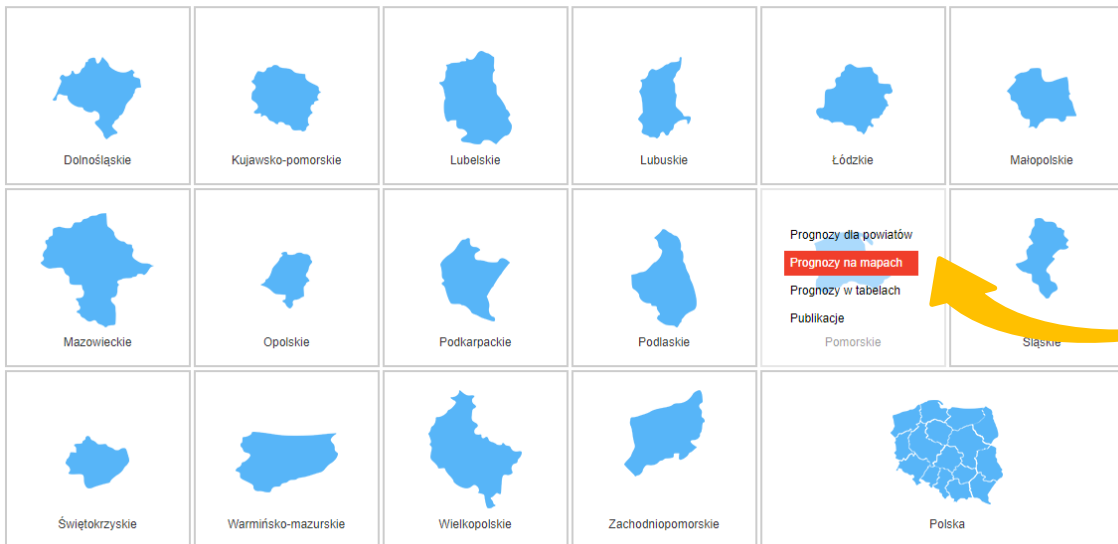 Dolnośląskie
Kujawsko-pomorskie
Lubelskie
Lubuskie
Łódzkie
Małopolskie
Mazowieckie
Opolskie
Podkarpackie
Podlaskie
Prognozy dla powiatów
Prognozy na mapach
Prognozy w tabelach
Publikacje
Pomorskie
Śląskie
Świętokrzyskie
Warmińsko-mazurskie
Wielkopolskie
Zachodniopomorskie
Polska